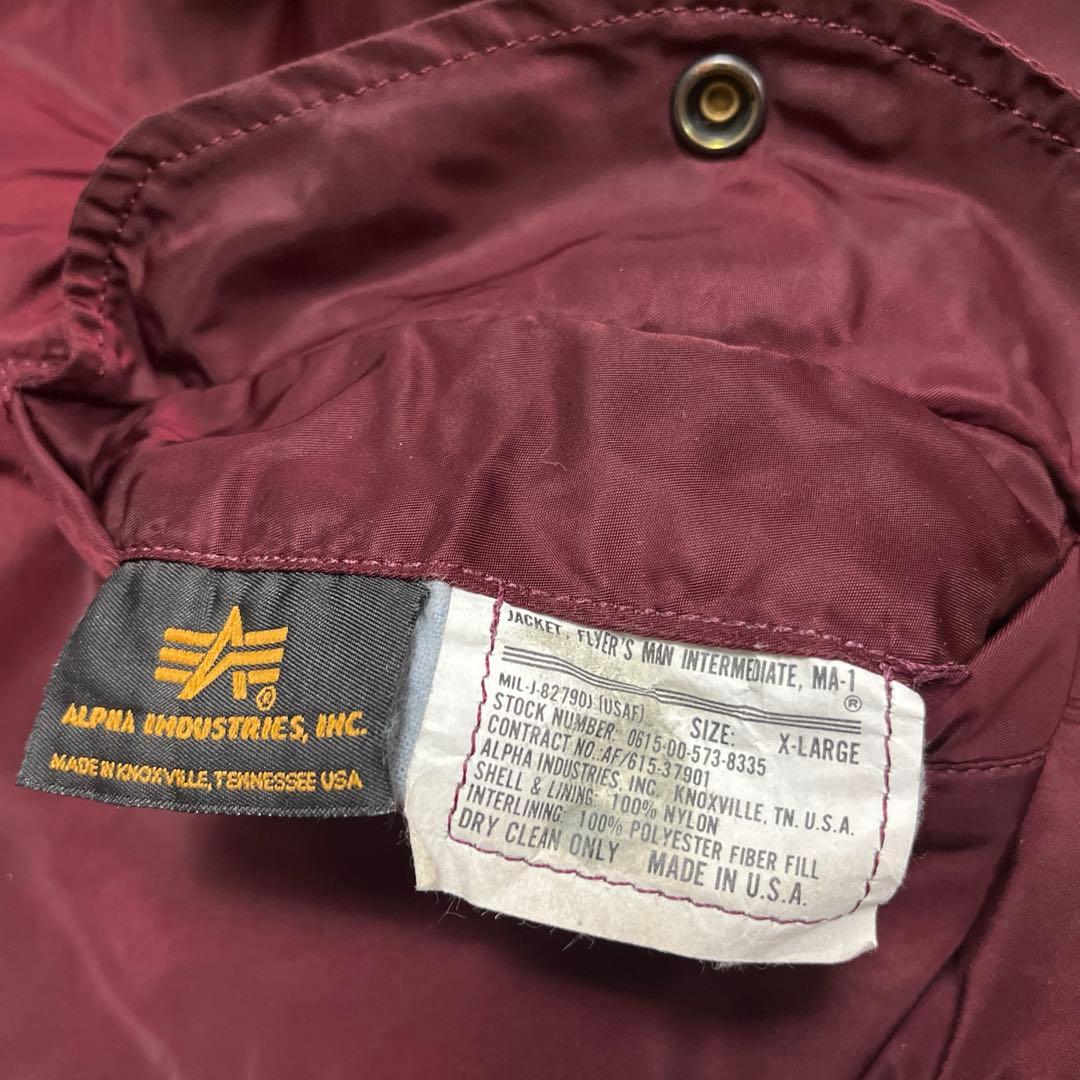 ALPHA INDUSTRIES, INC.
MADE IN KNOXVILLE, TENNESSEE USA
JACKET, FLYER'S MAN INTERMEDIATE, MA-1
®
MIL-J-8279OJ (USAF) SIZE: X-LARGE
STOCK NUMBER 0615-00-573-8335
CONTRACT NO. AF/615-37901
ALPHA INDUSTRIES, INC. KNOXVILLE, TN. U.S.A.
SHELL & LINING: 100% NYLON
INTERLINING: 100% POLYESTER FIBER FILL
DRY CLEAN ONLY MADE IN U.S.A.